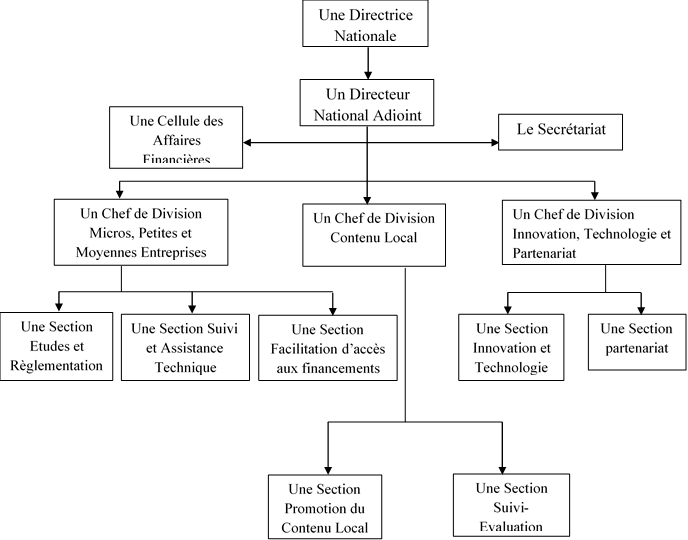 Une Directrice
Nationale
Un Directeur
National Adioint
Une Cellule des
Affaires
Financières
Le Secrétariat
Un Chef de Division
Micros, Petites et
Moyennes Entreprises
Un Chef de Division
Contenu Local
Un Chef de Division
Innovation, Technologie et
Partenariat
Une Section
Etudes et
Règlementation
Une Section Suivi
et Assistance
Technique
Une Section
Facilitation d’accès
aux financements
Une Section
Innovation et
Technologie
Une Section
partenariat
Une Section
Promotion du
Contenu Local
Une Section
Suivi-
Evaluation